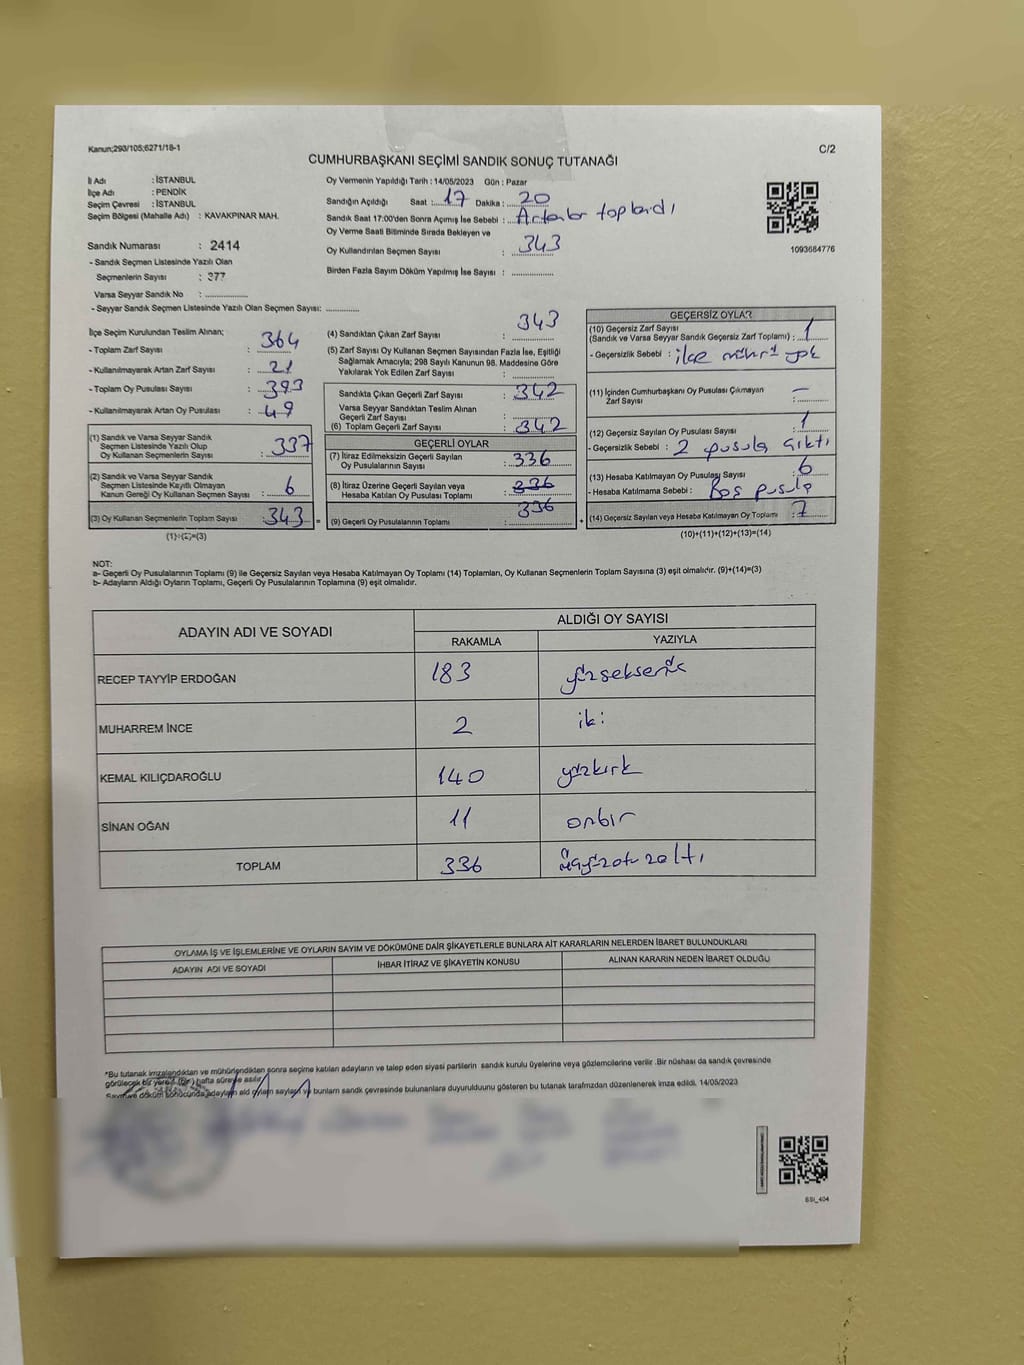 Kanun;298/105;6271/18-1
C/2
CUMHURBAŞKANI SEÇİMİ SANDIK SONUÇ TUTANAĞI
İl Adı : İSTANBUL
İlçe Adı : PENDİK
Seçim Çevresi : İSTANBUL
Seçim Bölgesi (Mahalle Adı) : KAVAKPINAR MAH.
Sandık Numarası : 2414
- Sandık Seçmen Listesinde Yazılı Olan
Seçmenlerin Sayısı : 377
Varsa Seyyar Sandık No : ................
- Seyyar Sandık Seçmen Listesinde Yazılı Olan Seçmen Sayısı: ............
Oy Vermenin Yapıldığı Tarih : 14/05/2023 Gün : Pazar
Sandığın Açıldığı Saat : 17 Dakika : 20
Sandık Saat 17:00'den Sonra Açımış İse Sebebi : Artanlar toplandı
Oy Verme Saati Bitiminde Sırada Bekleyen ve
Oy Kullandırılan Seçmen Sayısı : 343
Birden Fazla Sayım Döküm Yapılmış İse Sayısı : ................
1093684776
İlçe Seçim Kurulundan Teslim Alınan;
- Toplam Zarf Sayısı : 364
- Kullanılmayarak Artan Zarf Sayısı : 21
- Toplam Oy Pusulası Sayısı : 393
- Kullanılmayarak Artan Oy Pusulası : 49
(1) Sandık ve Varsa Seyyar Sandık
Seçmen Listesinde Yazılı Olup
Oy Kullanan Seçmenlerin Sayısı : 337
(2) Sandık ve Varsa Seyyar Sandık
Seçmen Listesinde Kayıtlı Olmayan
Kanun Gereği Oy Kullanan Seçmen Sayısı : 6
(3) Oy Kullanan Seçmenlerin Toplam Sayısı : 343 =
(1)+(2)=(3)
(4) Sandıktan Çıkan Zarf Sayısı : 343
(5) Zarf Sayısı Oy Kullanan Seçmen Sayısından Fazla İse, Eşitliği
Sağlamak Amacıyla; 298 Sayılı Kanunun 98. Maddesine Göre
Yakılarak Yok Edilen Zarf Sayısı : ................
Sandıkta Çıkan Geçerli Zarf Sayısı : 342
Varsa Seyyar Sandıktan Teslim Alınan
Geçerli Zarf Sayısı : ................
(6) Toplam Geçerli Zarf Sayısı : 342
GEÇERLİ OYLAR
(7) İtiraz Edilmeksizin Geçerli Sayılan
Oy Pusulalarının Sayısı : 336
(8) İtiraz Üzerine Geçerli Sayılan veya
Hesaba Katılan Oy Pusulası Toplamı : 336
(9) Geçerli Oy Pusulalarının Toplamı : 336 +
GEÇERSİZ OYLAR
(10) Geçersiz Zarf Sayısı
(Sandık ve Varsa Seyyar Sandık Geçersiz Zarf Toplamı) : 1
- Geçersizlik Sebebi : ilçe mührü yok
(11) İçinden Cumhurbaşkanı Oy Pusulası Çıkmayan
Zarf Sayısı : —
(12) Geçersiz Sayılan Oy Pusulası Sayısı : 1
- Geçersizlik Sebebi : 2 pusula çıktı
(13) Hesaba Katılmayan Oy Pusulası Sayısı : 6
- Hesaba Katılmama Sebebi : Boş pusula
(14) Geçersiz Sayılan veya Hesaba Katılmayan Oy Toplamı : 7
(10)+(11)+(12)+(13)=(14)
NOT:
a- Geçerli Oy Pusulalarının Toplamı (9) ile Geçersiz Sayılan veya Hesaba Katılmayan Oy Toplamı (14) Toplamları, Oy Kullanan Seçmenlerin Toplam Sayısına (3) eşit olmalıdır. (9)+(14)=(3)
b- Adayların Aldığı Oyların Toplamı, Geçerli Oy Pusulalarının Toplamına (9) eşit olmalıdır.
ADAYIN ADI VE SOYADI
ALDIĞI OY SAYISI
RAKAMLA YAZIYLA
RECEP TAYYİP ERDOĞAN 183 yüzseksenüç
MUHARREM İNCE 2 iki
KEMAL KILIÇDAROĞLU 140 yüzkırk
SİNAN OĞAN 11 onbir
TOPLAM 336 üçyüzotuzaltı
OYLAMA İŞ VE İŞLEMLERİNE VE OYLARIN SAYIM VE DÖKÜMÜNE DAİR ŞİKAYETLERLE BUNLARA AİT KARARLARIN NELERDEN İBARET BULUNDUKLARI
ADAYIN ADI VE SOYADI İHBAR İTİRAZ VE ŞİKAYETİN KONUSU ALINAN KARARIN NEDEN İBARET OLDUĞU
*Bu tutanak imzalandıktan ve mühürlendikten sonra seçime katılan adayların ve talep eden siyasi partilerin sandık kurulu üyelerine veya gözlemcilerine verilir .Bir nüshası da sandık çevresinde
görülecek bir yere (bir) hafta süreyle asılır.
Sayım ve döküm sonucunda adayların bunların sandık çevresinde bulunanlara duyurulduunu gösteren bu tutanak tarafımızdan düzenlenerek imza edildi. 14/05/2023
SSI_404